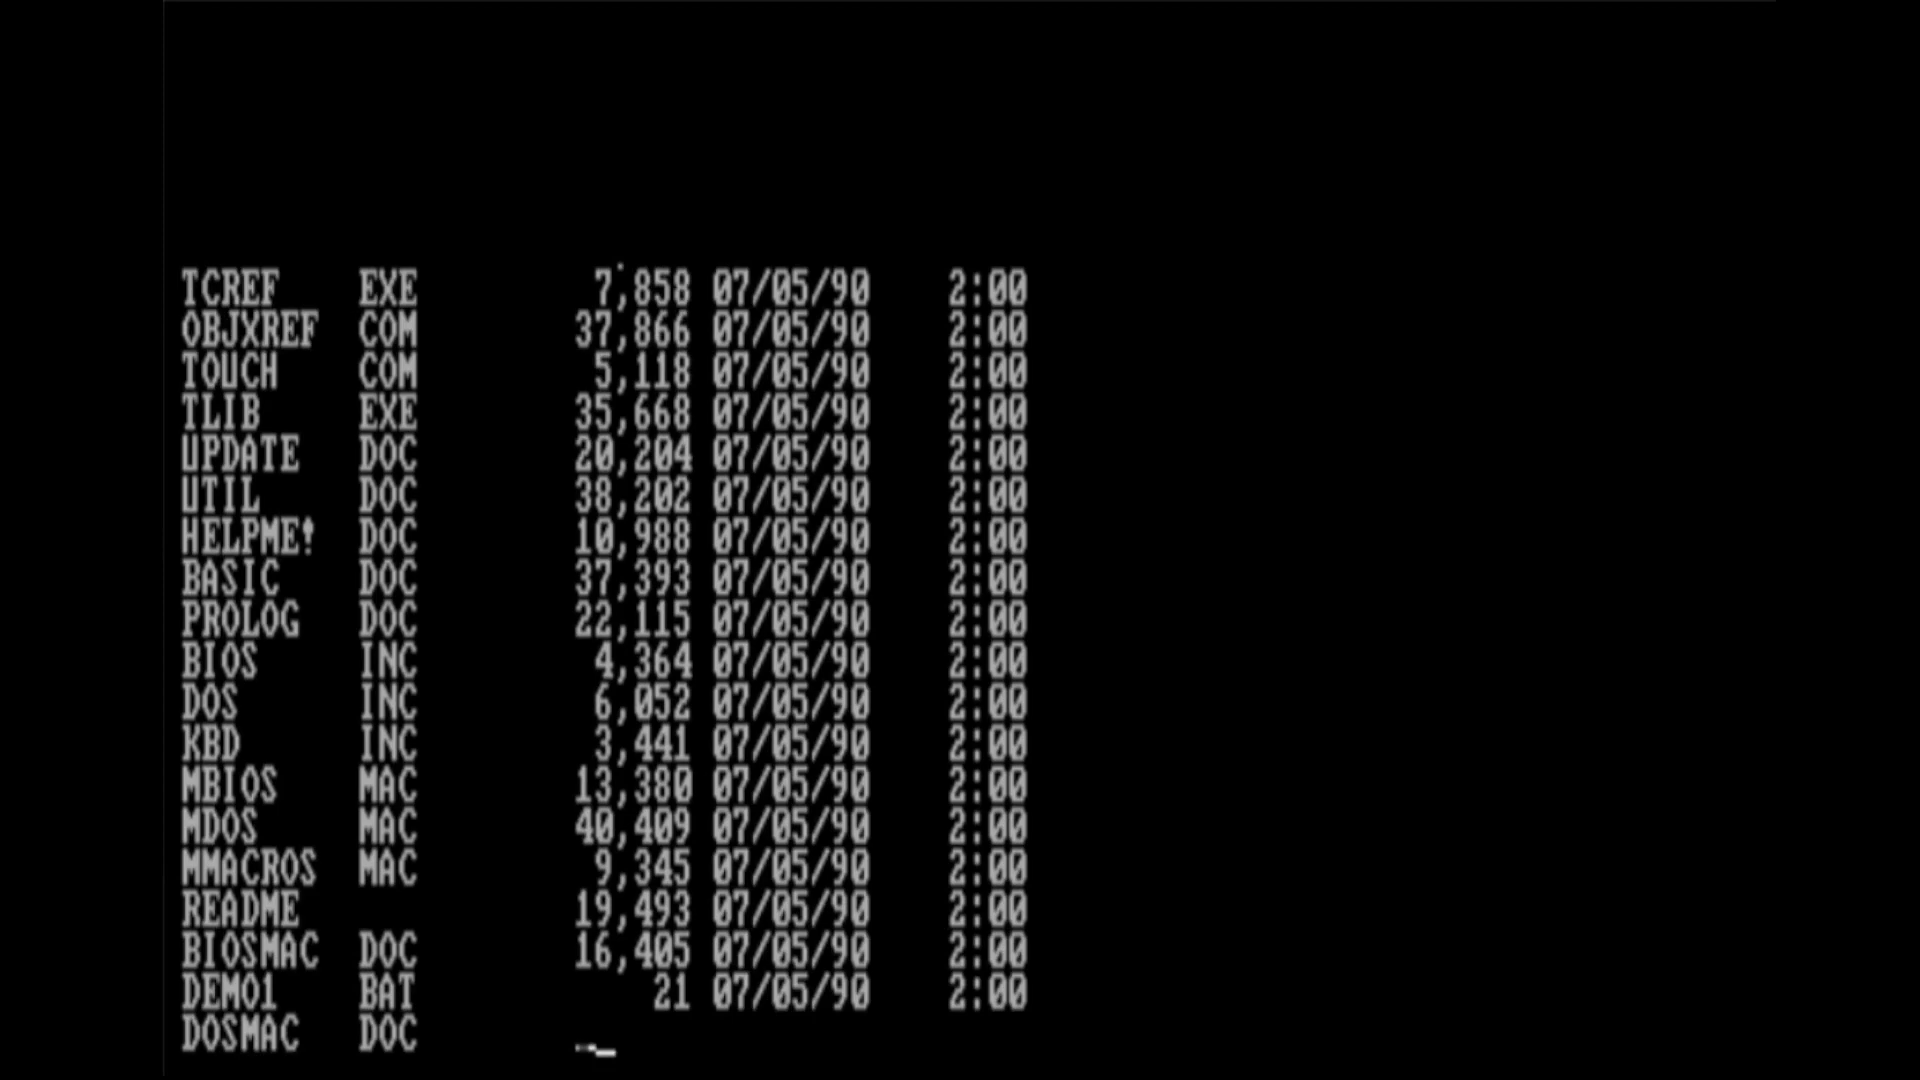 TCREF EXE 7,858 07/05/90 2:00
OBJXREF COM 37,866 07/05/90 2:00
TOUCH COM 5,118 07/05/90 2:00
TLIB EXE 35,668 07/05/90 2:00
UPDATE DOC 20,204 07/05/90 2:00
UTIL DOC 38,202 07/05/90 2:00
HELPME! DOC 10,988 07/05/90 2:00
BASIC DOC 37,393 07/05/90 2:00
PROLOG DOC 22,115 07/05/90 2:00
BIOS INC 4,364 07/05/90 2:00
DOS INC 6,052 07/05/90 2:00
KBD INC 3,441 07/05/90 2:00
MBIOS MAC 13,380 07/05/90 2:00
MDOS MAC 40,409 07/05/90 2:00
MMACROS MAC 9,345 07/05/90 2:00
README 19,493 07/05/90 2:00
BIOSMAC DOC 16,405 07/05/90 2:00
DEMO1 BAT 21 07/05/90 2:00
DOSMAC DOC